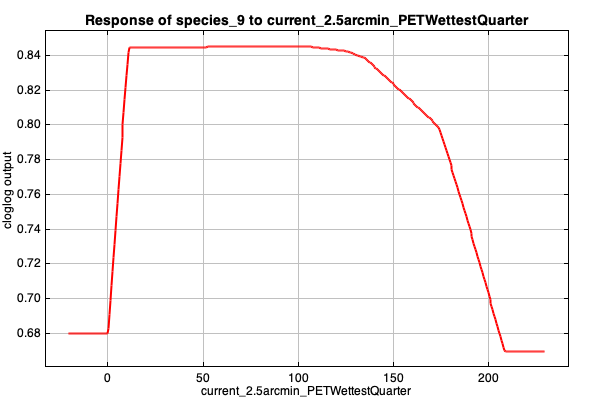 Response of species_9 to current_2.5arcmin_PETWettestQuarter
0.84
0.82
0.80
0.78
0.76
0.74
0.72
0.70
0.68
cloglog output
0 50 100 150 200
current_2.5arcmin_PETWettestQuarter